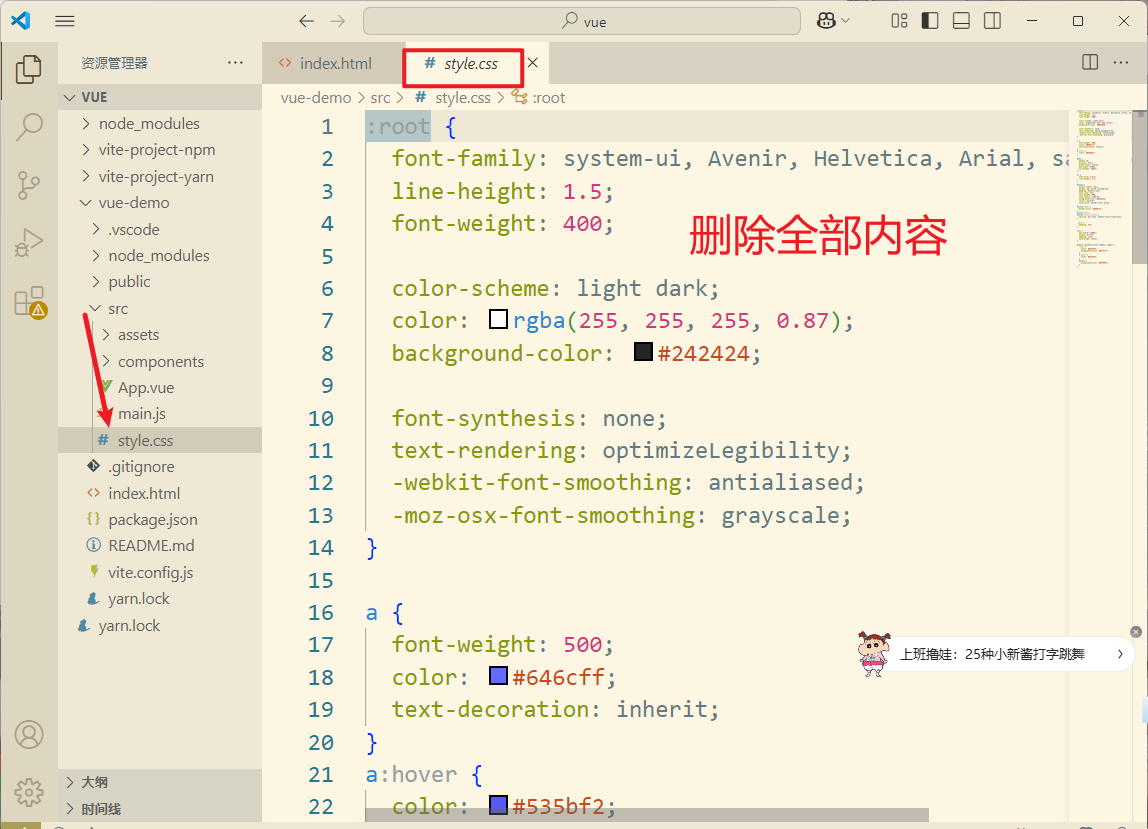 vue
资源管理器
index.html
# style.css
vue-demo > src > # style.css > :root
VUE
node_modules
vite-project-npm
vite-project-yarn
vue-demo
.vscode
node_modules
public
src
assets
components
App.vue
main.js
# style.css
.gitignore
index.html
package.json
README.md
vite.config.js
yarn.lock
yarn.lock
大纲
时间线
1 :root {
2 font-family: system-ui, Avenir, Helvetica, Arial, sa
3 line-height: 1.5;
4 font-weight: 400;
5
6 color-scheme: light dark;
7 color: rgba(255, 255, 255, 0.87);
8 background-color: #242424;
9
10 font-synthesis: none;
11 text-rendering: optimizeLegibility;
12 -webkit-font-smoothing: antialiased;
13 -moz-osx-font-smoothing: grayscale;
14 }
15
16 a {
17 font-weight: 500;
18 color: #646cff;
19 text-decoration: inherit;
20 }
21 a:hover {
22 color: #535bf2;
删除全部内容
上班撸娃：25种小新酱打字跳舞